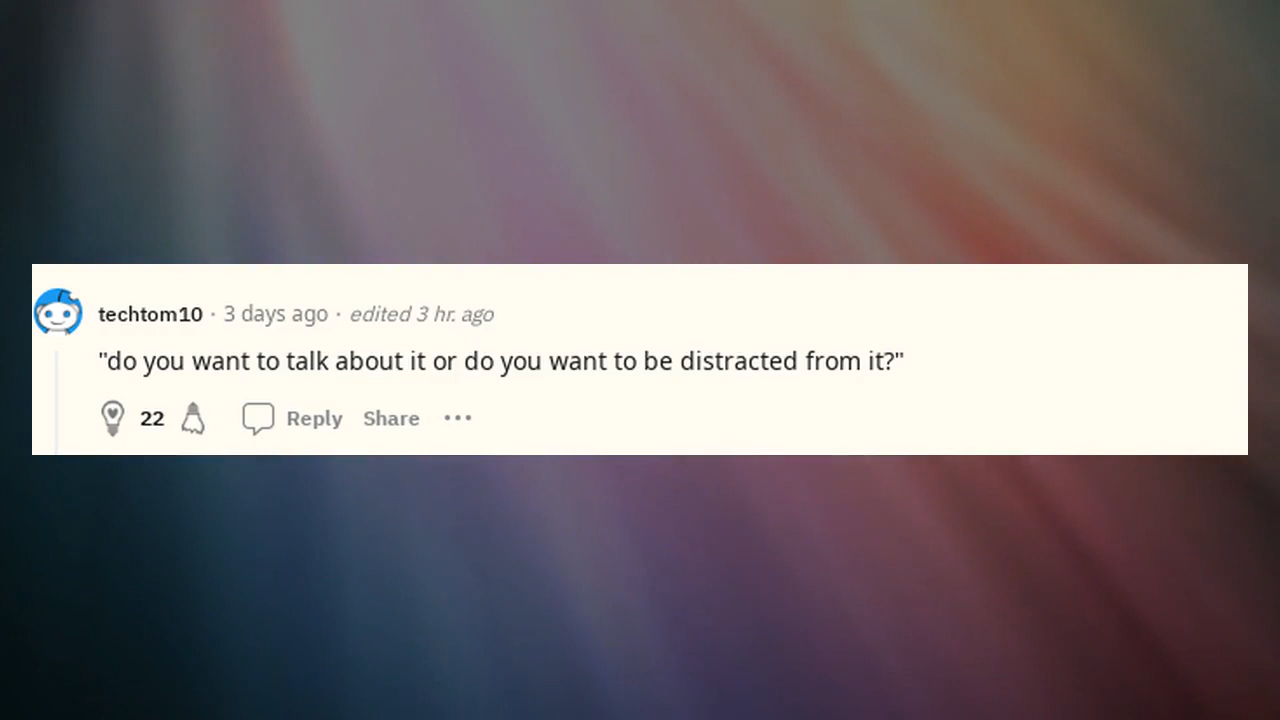 techtom10 · 3 days ago · edited 3 hr. ago
"do you want to talk about it or do you want to be distracted from it?"
22 Reply Share ···